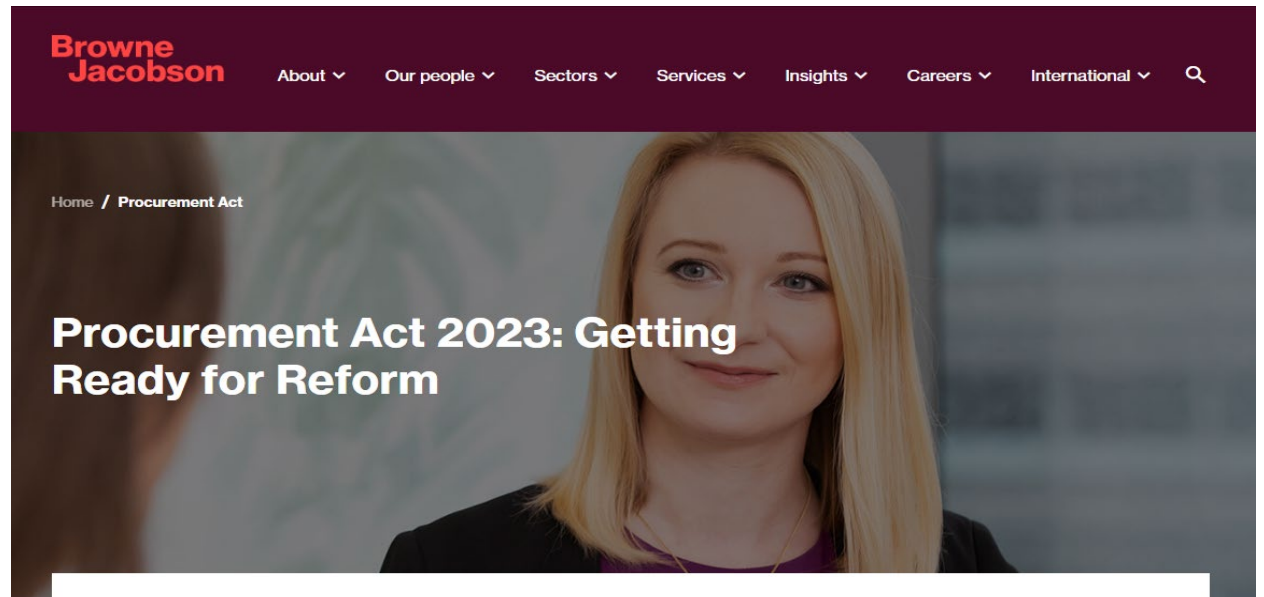 Browne
Jacobson
About Our people Sectors Services Insights Careers International
Home / Procurement Act
Procurement Act 2023: Getting
Ready for Reform